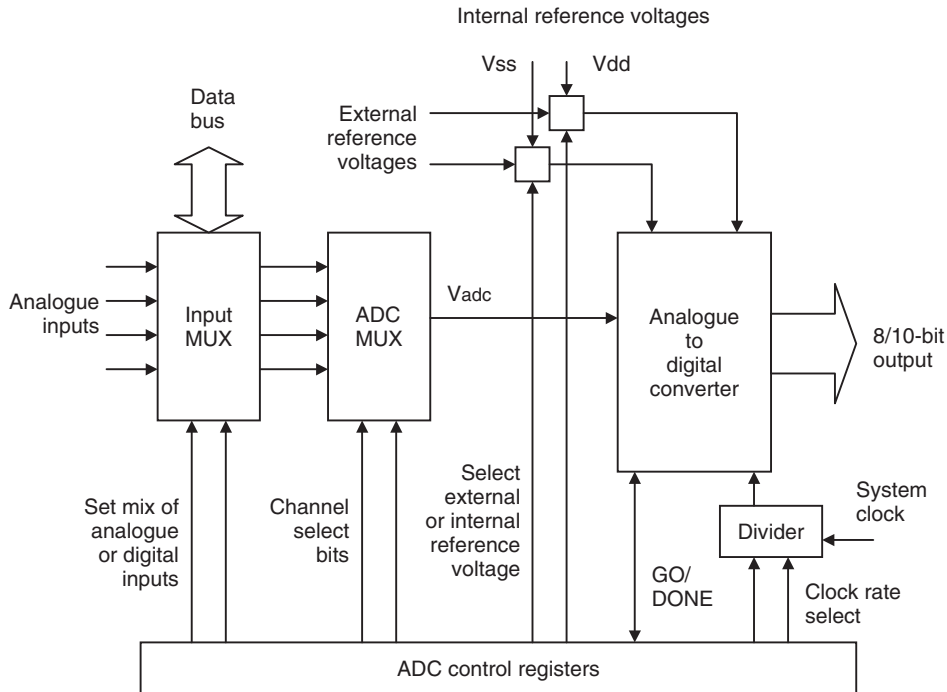 Internal reference voltages
Vss
Vdd
Data
bus
External
reference
voltages
Analogue
inputs
Input
MUX
ADC
MUX
Vadc
Analogue
to
digital
converter
8/10-bit
output
Set mix of
analogue
or digital
inputs
Channel
select
bits
Select
external
or internal
reference
voltage
GO/
DONE
Divider
System
clock
Clock rate
select
ADC control registers